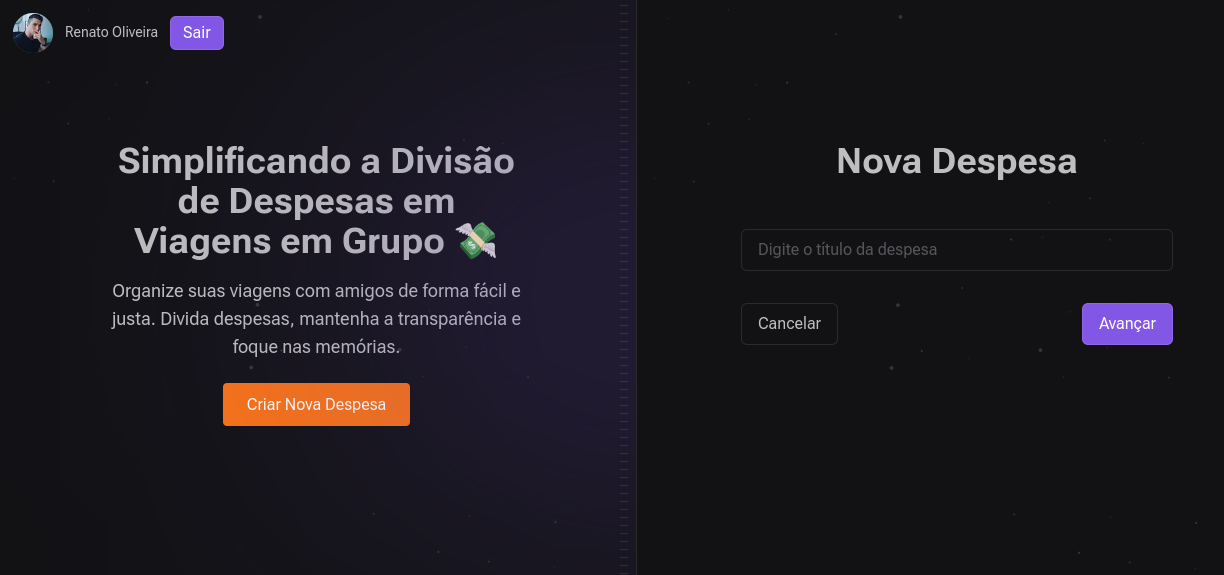 Renato Oliveira
Sair
Simplificando a Divisão
de Despesas em
Viagens em Grupo 💸
Organize suas viagens com amigos de forma fácil e
justa. Divida despesas, mantenha a transparência e
foque nas memórias.
Criar Nova Despesa
Nova Despesa
Digite o título da despesa
Cancelar
Avançar